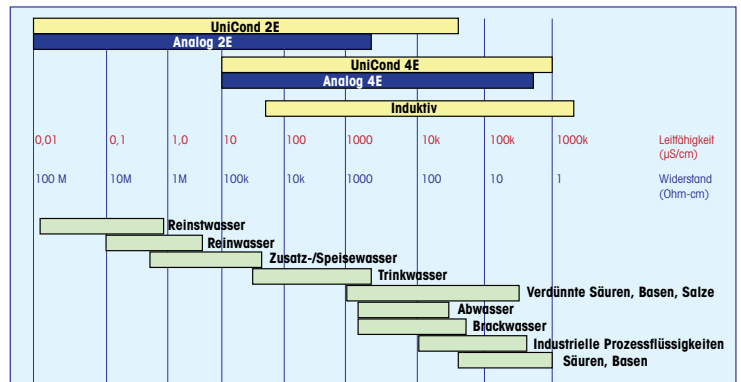 UniCond 2E
Analog 2E
UniCond 4E
Analog 4E
Induktiv
0,01 0,1 1,0 10 100 1000 10k 100k 1000k Leitfähigkeit
(µS/cm)
100 M 10M 1M 100k 10k 1000 100 10 1 Widerstand
(Ohm-cm)
Reinstwasser
Reinwasser
Zusatz-/Speisewasser
Trinkwasser
Verdünnte Säuren, Basen, Salze
Abwasser
Brackwasser
Industrielle Prozessflüssigkeiten
Säuren, Basen